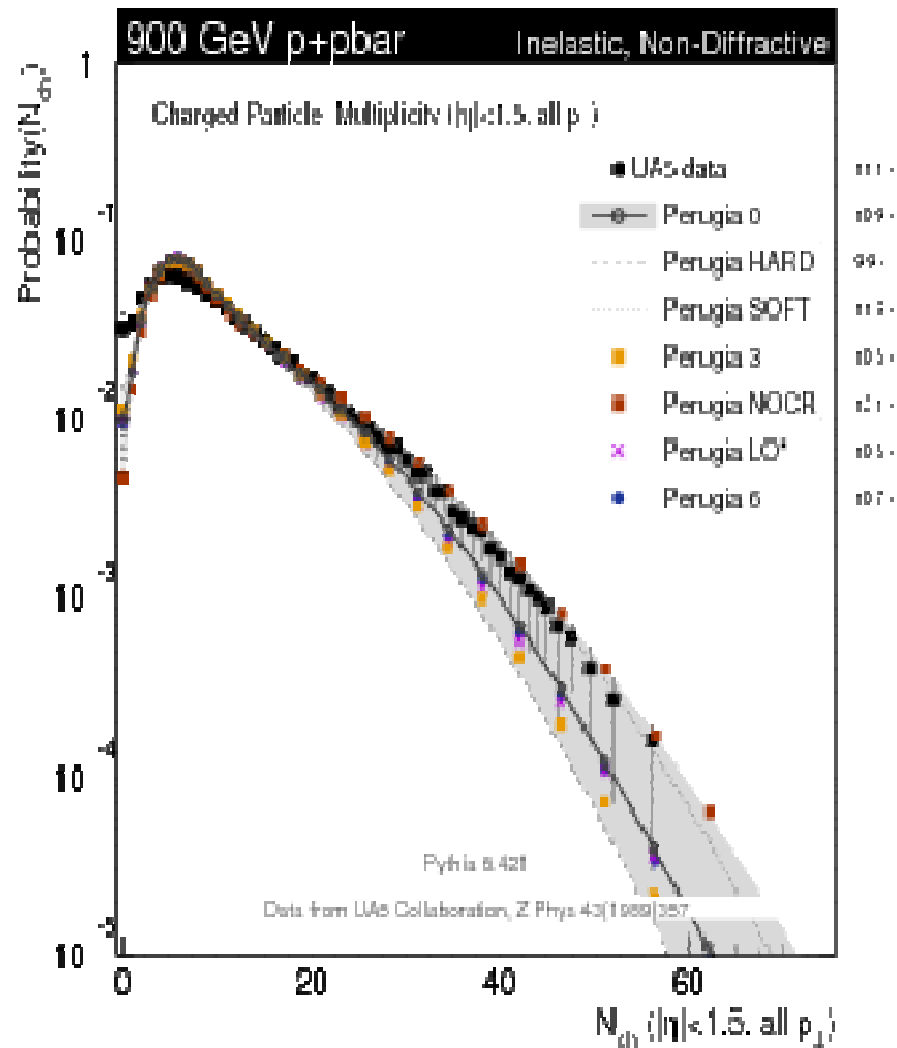 900 GeV p+pbar Inelastic, Non-Diffractive
Probability(N_ch)
Charged Particle Multiplicity (|η|<1.5, all p⊥)
UA5 data
Perugia 0
Perugia HARD
Perugia SOFT
Perugia 3
Perugia NOCR
Perugia LO*
Perugia 6
1
10^-1
10^-2
10^-3
10^-4
10^-5
Pythia 6.421
Data from UA5 Collaboration, Z Phys 43(1989)357
0 20 40 60
N_ch (|η|<1.5, all p⊥)